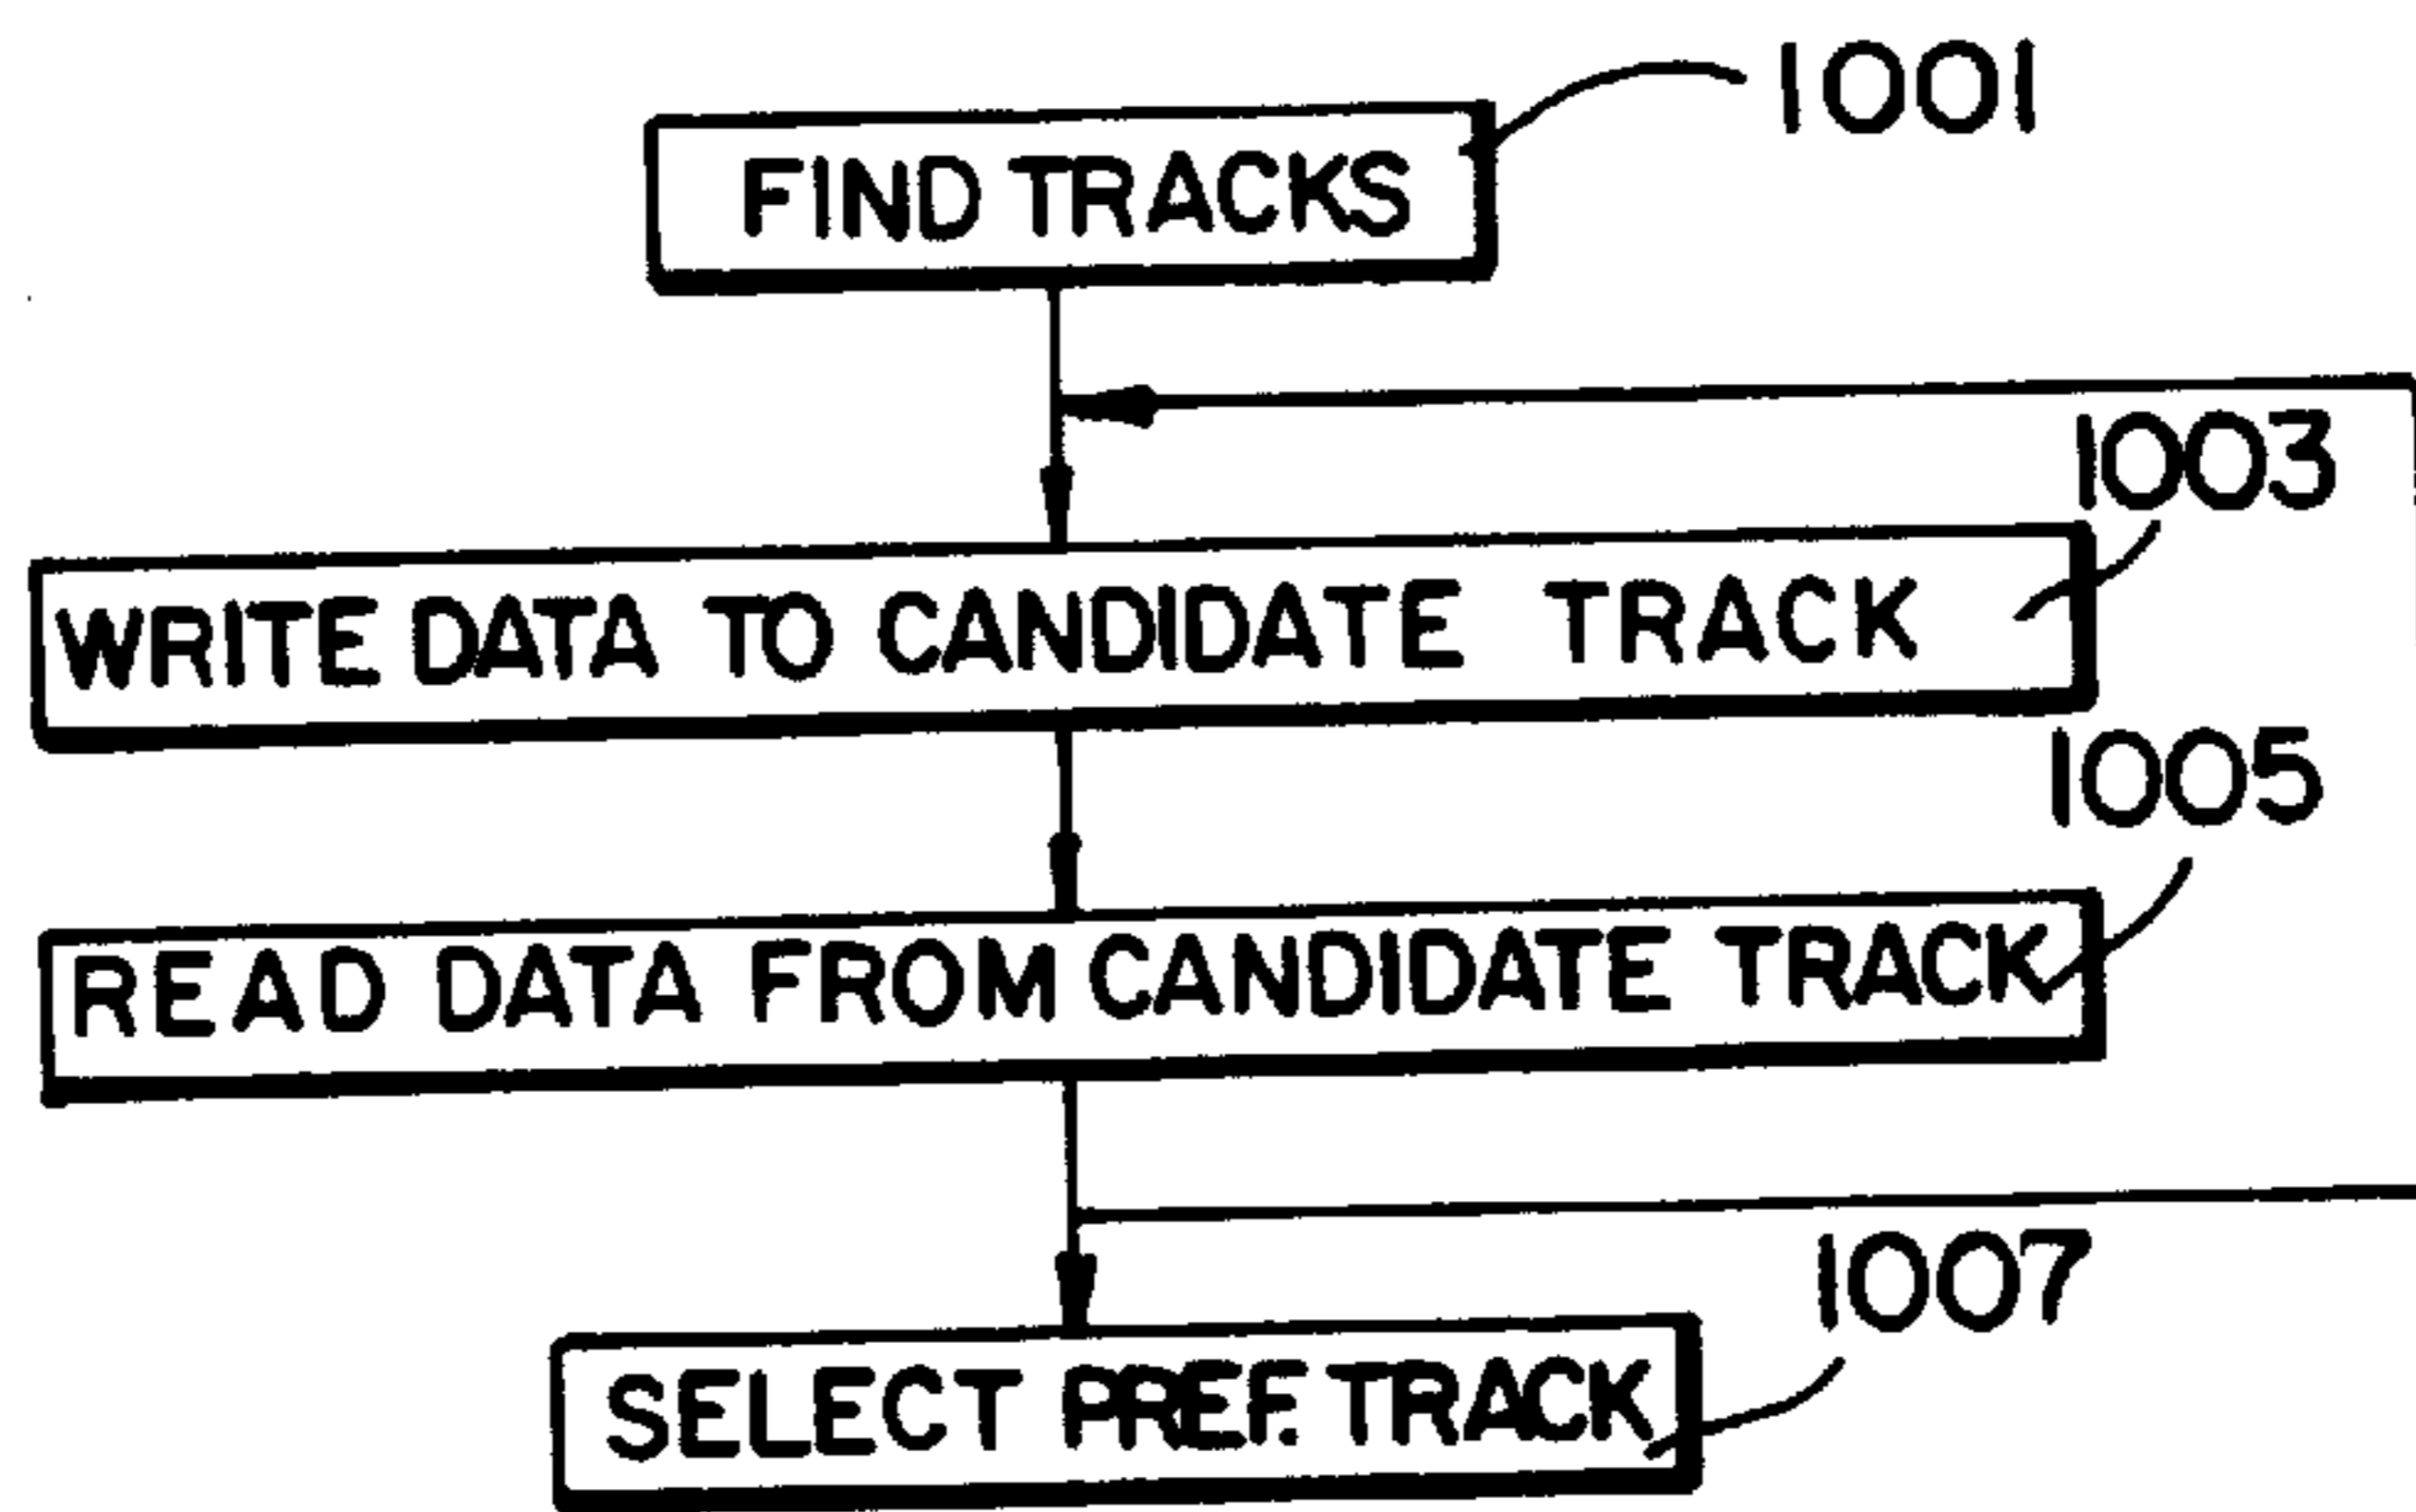 1001
FIND TRACKS
1003
WRITE DATA TO CANDIDATE TRACK
1005
READ DATA FROM CANDIDATE TRACK
1007
SELECT PREF. TRACK